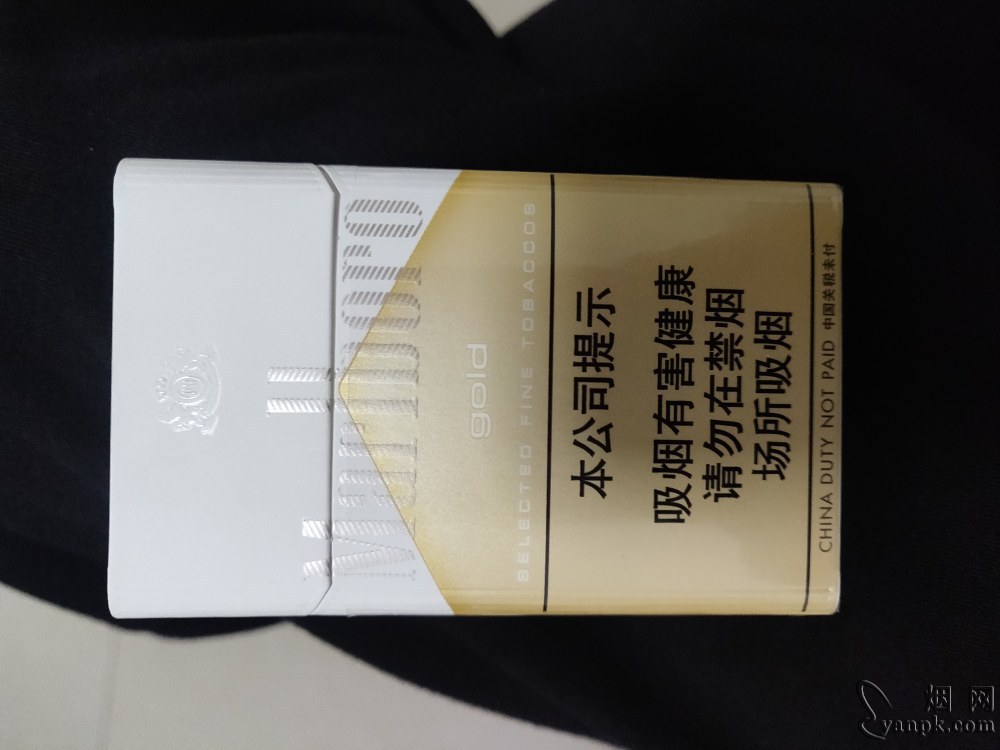 Marlboro
gold
SELECTED FINE TOBACCOS
本公司提示
吸烟有害健康
请勿在禁烟
场所吸烟
CHINA DUTY NOT PAID 中国关税未付
烟网
yanpk.com